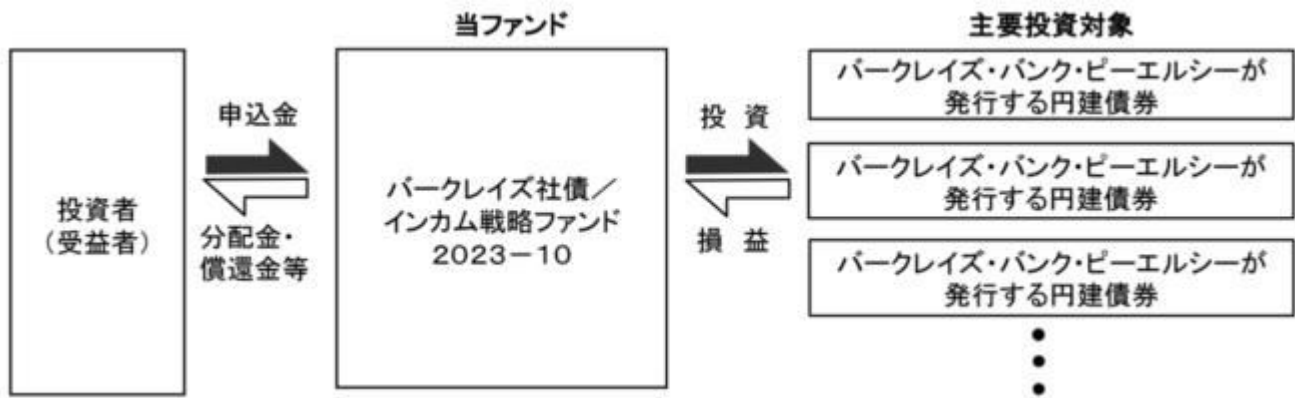 当ファンド
主要投資対象
投資者
（受益者）
申込金
分配金・
償還金等
バークレイズ社債／
インカム戦略ファンド
２０２３－１０
投 資
損 益
バークレイズ・バンク・ピーエルシーが
発行する円建債券
バークレイズ・バンク・ピーエルシーが
発行する円建債券
バークレイズ・バンク・ピーエルシーが
発行する円建債券